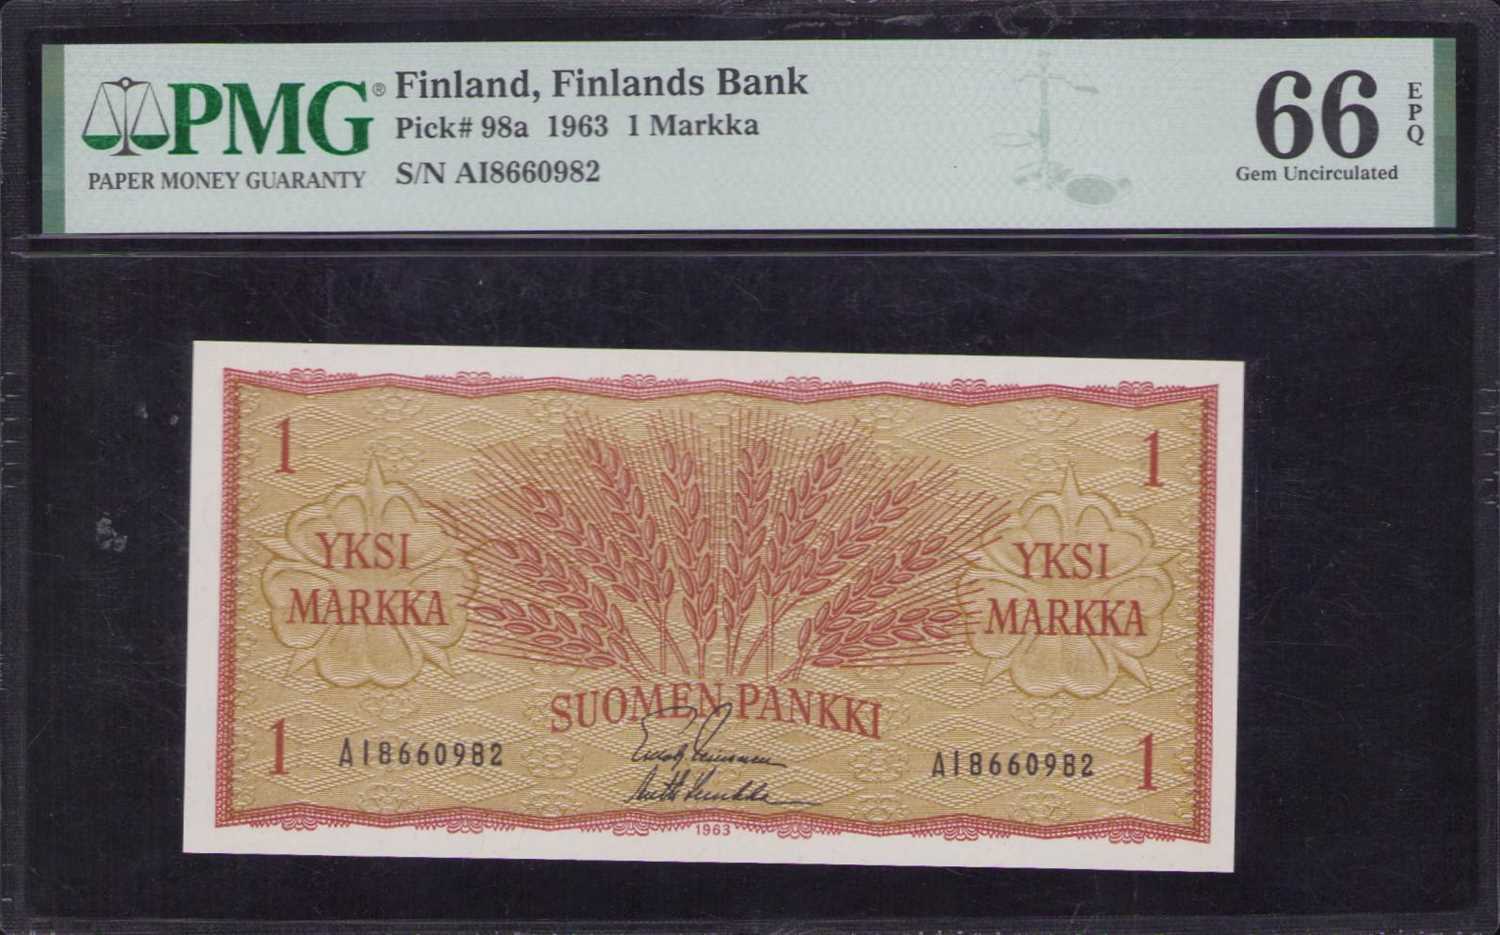 PMG®
PAPER MONEY GUARANTY
Finland, Finlands Bank
Pick# 98a 1963 1 Markka
S/N AI8660982
66
EPQ
Gem Uncirculated
1
1
YKSI
MARKKA
YKSI
MARKKA
SUOMEN PANKKI
1
AI8660982
AI8660982
1
1963